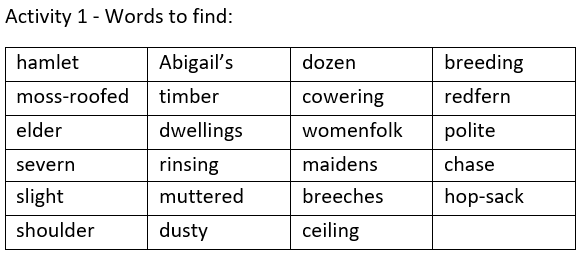 Activity 1 - Words to find:
hamlet Abigail’s dozen breeding
moss-roofed timber cowering redfern
elder dwellings womenfolk polite
severn rinsing maidens chase
slight muttered breeches hop-sack
shoulder dusty ceiling